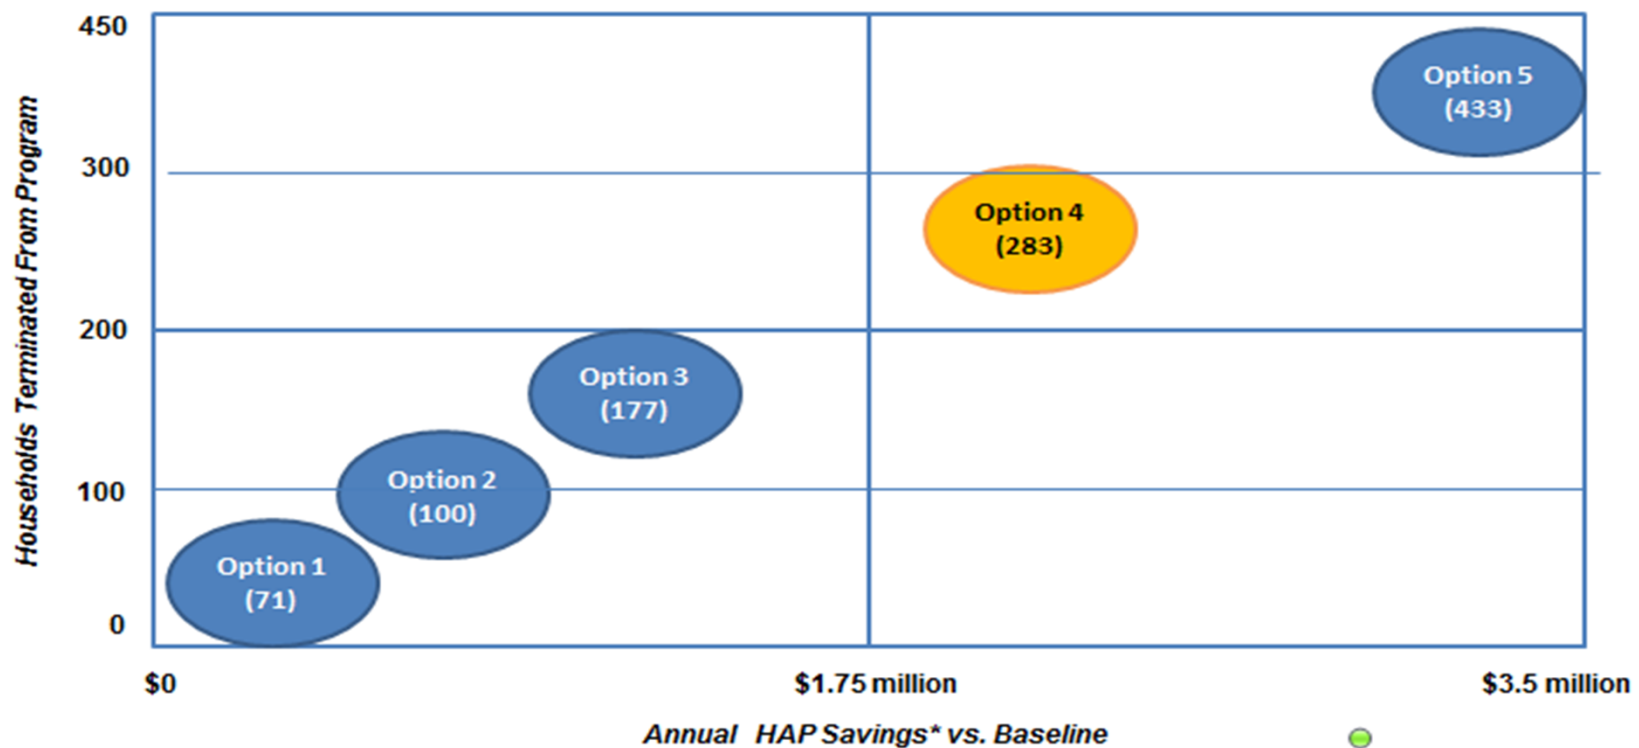 450
300
200
100
0
Households Terminated From Program
Option 5
(433)
Option 4
(283)
Option 3
(177)
Option 2
(100)
Option 1
(71)
$0
$1.75 million
$3.5 million
Annual HAP Savings* vs. Baseline